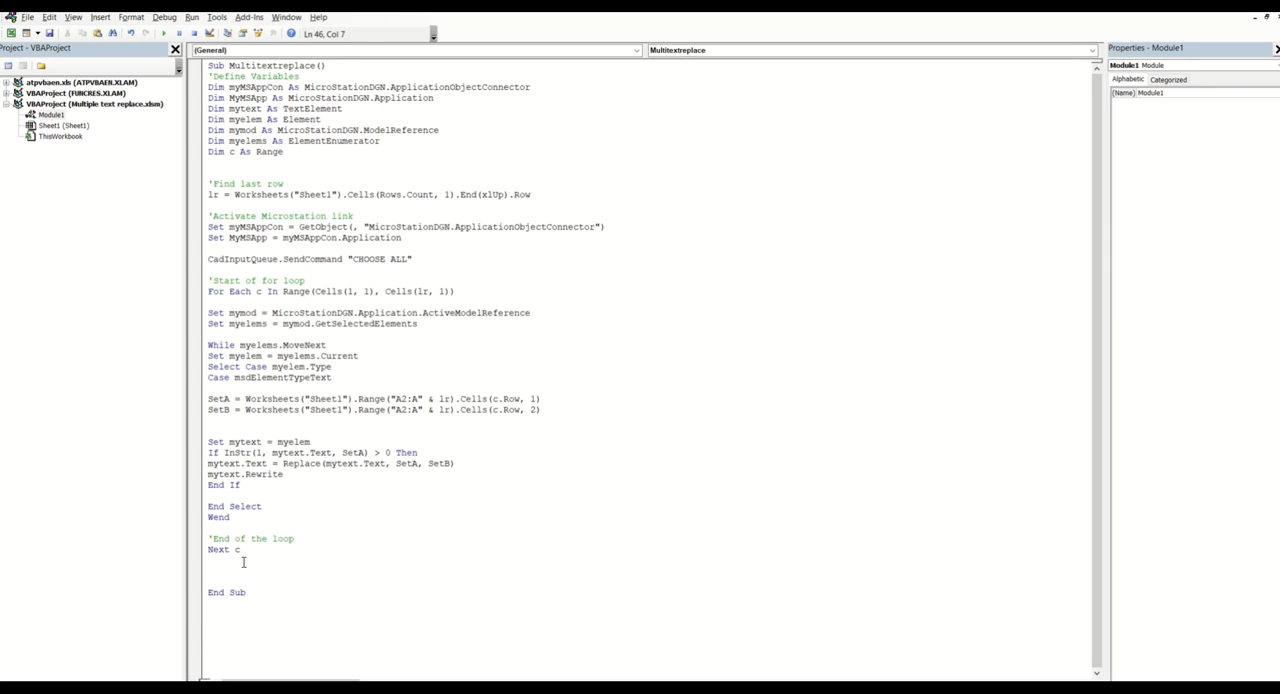 File Edit View Insert Format Debug Run Tools Add-Ins Window Help
Ln 46, Col 7
Project - VBAProject
(General)
Multitextreplace
Properties - Module1
Module1 Module
Alphabetic Categorized
(Name) Module1
atpvbaen.xls (ATPVBAEN.XLAM)
VBAProject (FUNCRES.XLAM)
VBAProject (Multiple text replace.xlsm)
Module1
Sheet1 (Sheet1)
ThisWorkbook
Sub Multitextreplace()
'Define Variables
Dim myMSAppCon As MicroStationDGN.ApplicationObjectConnector
Dim MyMSApp As MicroStationDGN.Application
Dim mytext As TextElement
Dim myelem As Element
Dim mymod As MicroStationDGN.ModelReference
Dim myelems As ElementEnumerator
Dim c As Range
'Find last row
lr = Worksheets("Sheet1").Cells(Rows.Count, 1).End(xlUp).Row
'Activate Microstation link
Set myMSAppCon = GetObject(, "MicroStationDGN.ApplicationObjectConnector")
Set MyMSApp = myMSAppCon.Application
CadInputQueue.SendCommand "CHOOSE ALL"
'Start of for loop
For Each c In Range(Cells(1, 1), Cells(lr, 1))
Set mymod = MicroStationDGN.Application.ActiveModelReference
Set myelems = mymod.GetSelectedElements
While myelems.MoveNext
Set myelem = myelems.Current
Select Case myelem.Type
Case msdElementTypeText
SetA = Worksheets("Sheet1").Range("A2:A" & lr).Cells(c.Row, 1)
SetB = Worksheets("Sheet1").Range("A2:A" & lr).Cells(c.Row, 2)
Set mytext = myelem
If InStr(1, mytext.Text, SetA) > 0 Then
mytext.Text = Replace(mytext.Text, SetA, SetB)
mytext.Rewrite
End If
End Select
Wend
'End of the loop
Next c
End Sub